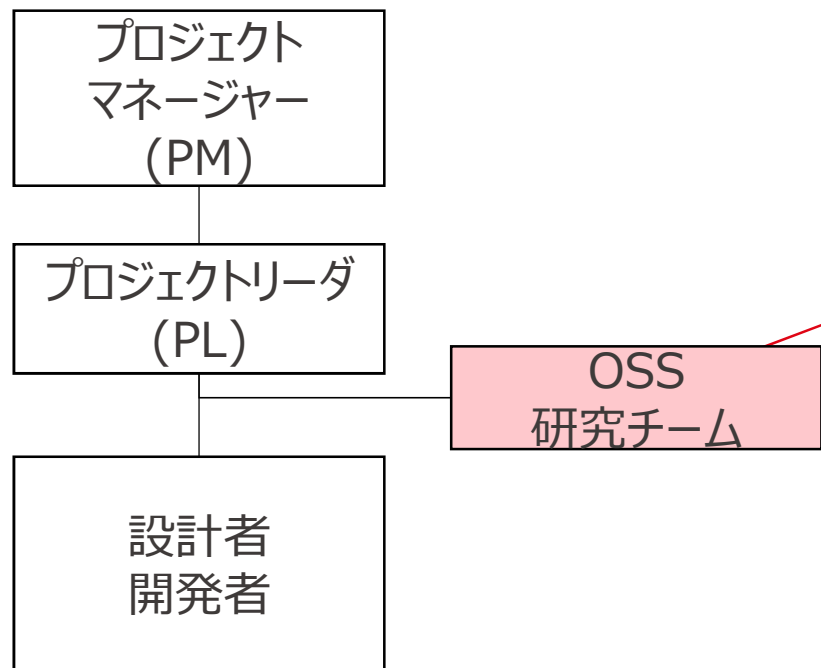 プロジェクト
マネージャー
(PM)
プロジェクトリーダ
(PL)
OSS
研究チーム
設計者
開発者